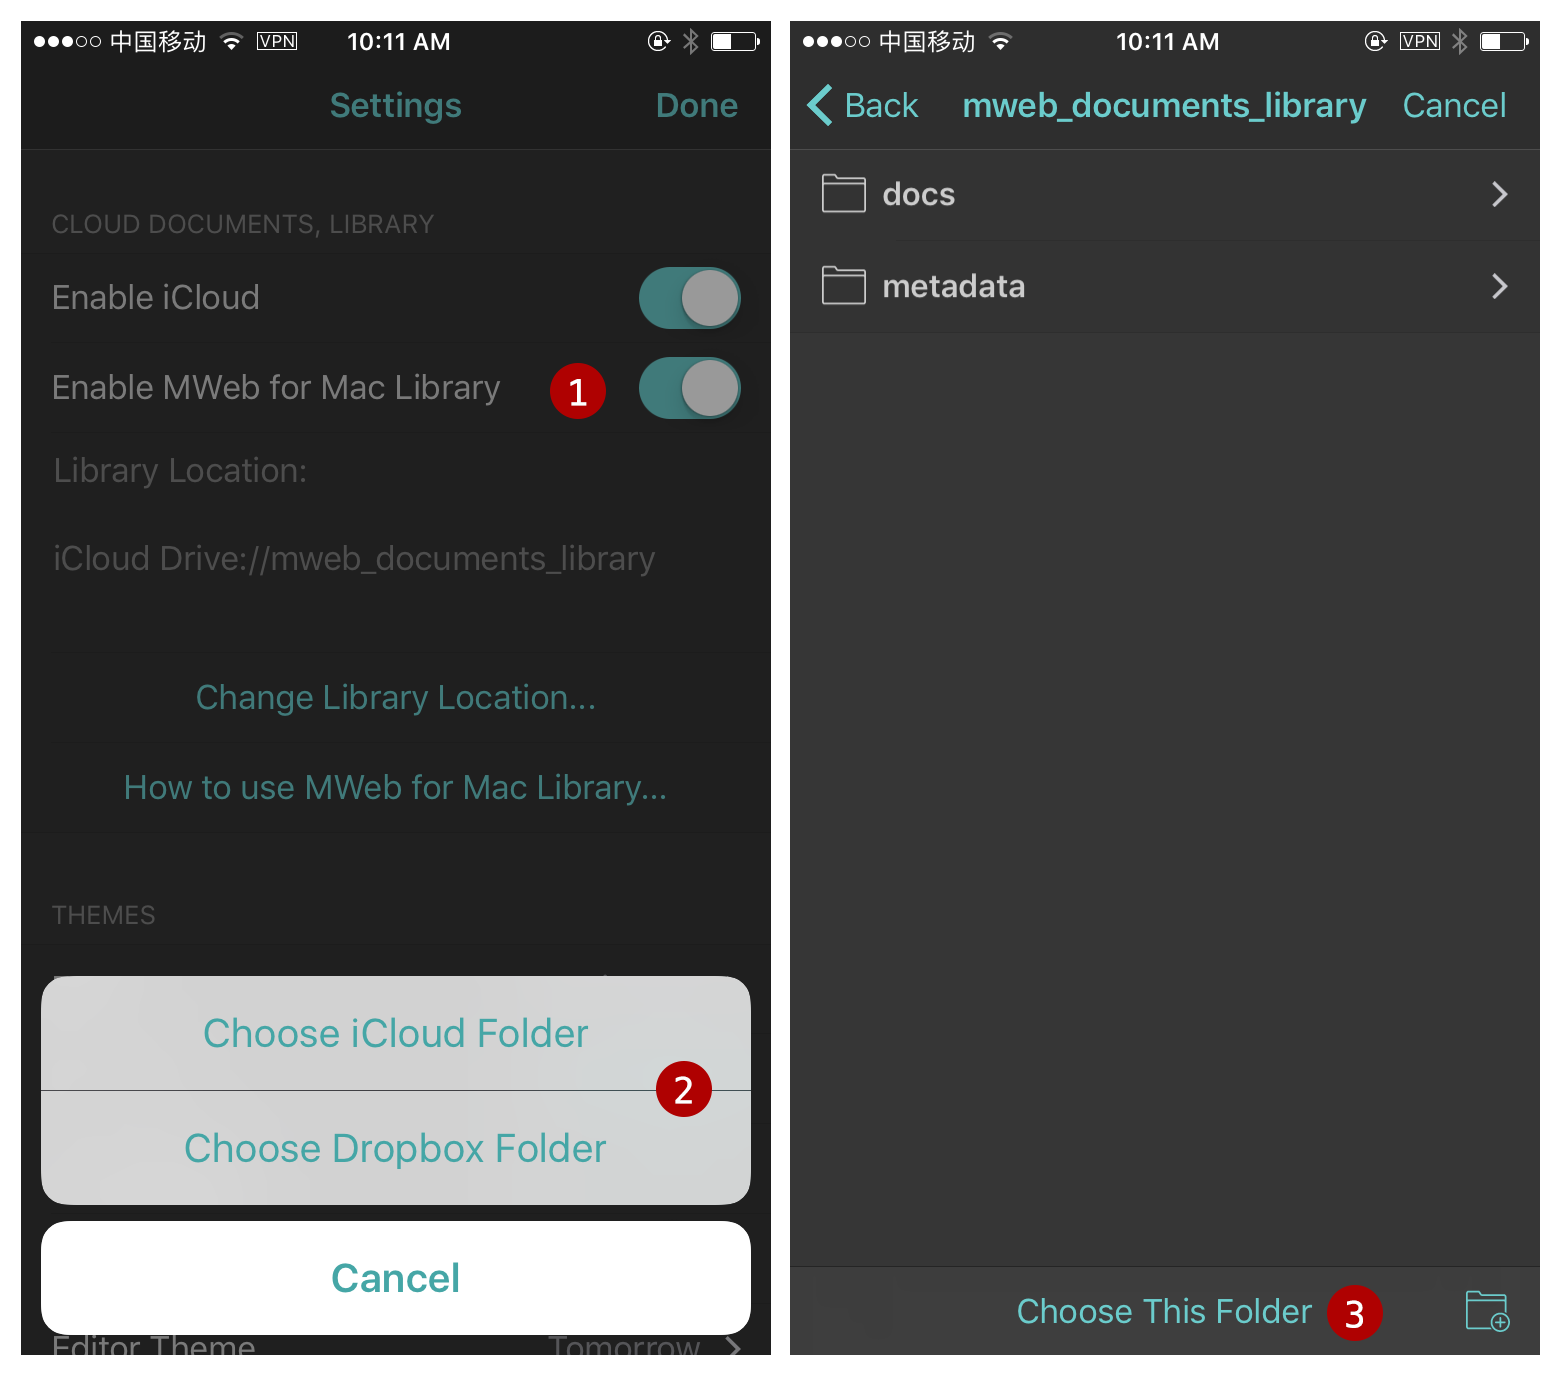 中国移动 VPN 10:11 AM
Settings Done
CLOUD DOCUMENTS, LIBRARY
Enable iCloud
Enable MWeb for Mac Library 1
Library Location:
iCloud Drive://mweb_documents_library
Change Library Location...
How to use MWeb for Mac Library...
THEMES
Choose iCloud Folder
2
Choose Dropbox Folder
Cancel
Editor Theme Tomorrow
中国移动 10:11 AM VPN
Back mweb_documents_library Cancel
docs
metadata
Choose This Folder 3